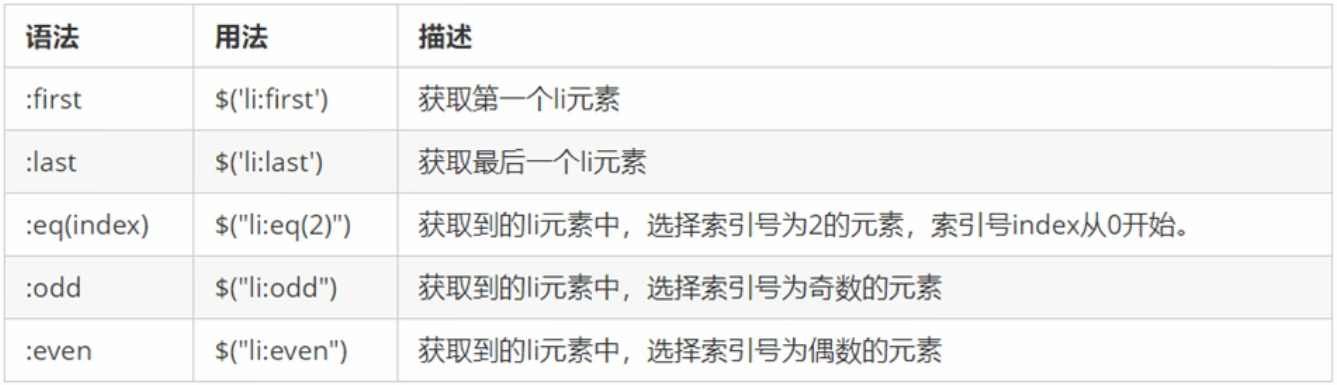 语法 用法 描述
:first $('li:first') 获取第一个li元素
:last $('li:last') 获取最后一个li元素
:eq(index) $("li:eq(2)") 获取到的li元素中，选择索引号为2的元素，索引号index从0开始。
:odd $("li:odd") 获取到的li元素中，选择索引号为奇数的元素
:even $("li:even") 获取到的li元素中，选择索引号为偶数的元素